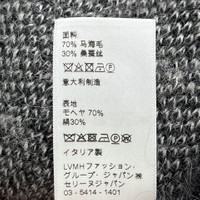 面料
70% 马海毛
30% 桑蚕丝
意大利制造
表地
モヘヤ 70%
絹30%
イタリア製
LVMHファッション・
グループ・ジャパン㈱
セリーヌジャパン
03-5414-1401